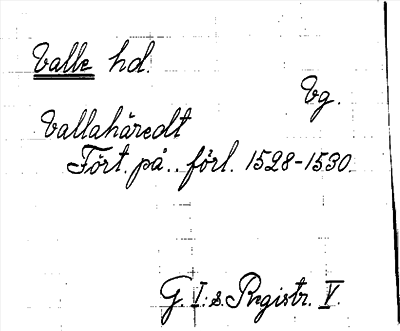 Valle hd.
Vg.
Vallahäredt
Fört. på.. förl. 1528-1530.
G. I:s Registr. V.